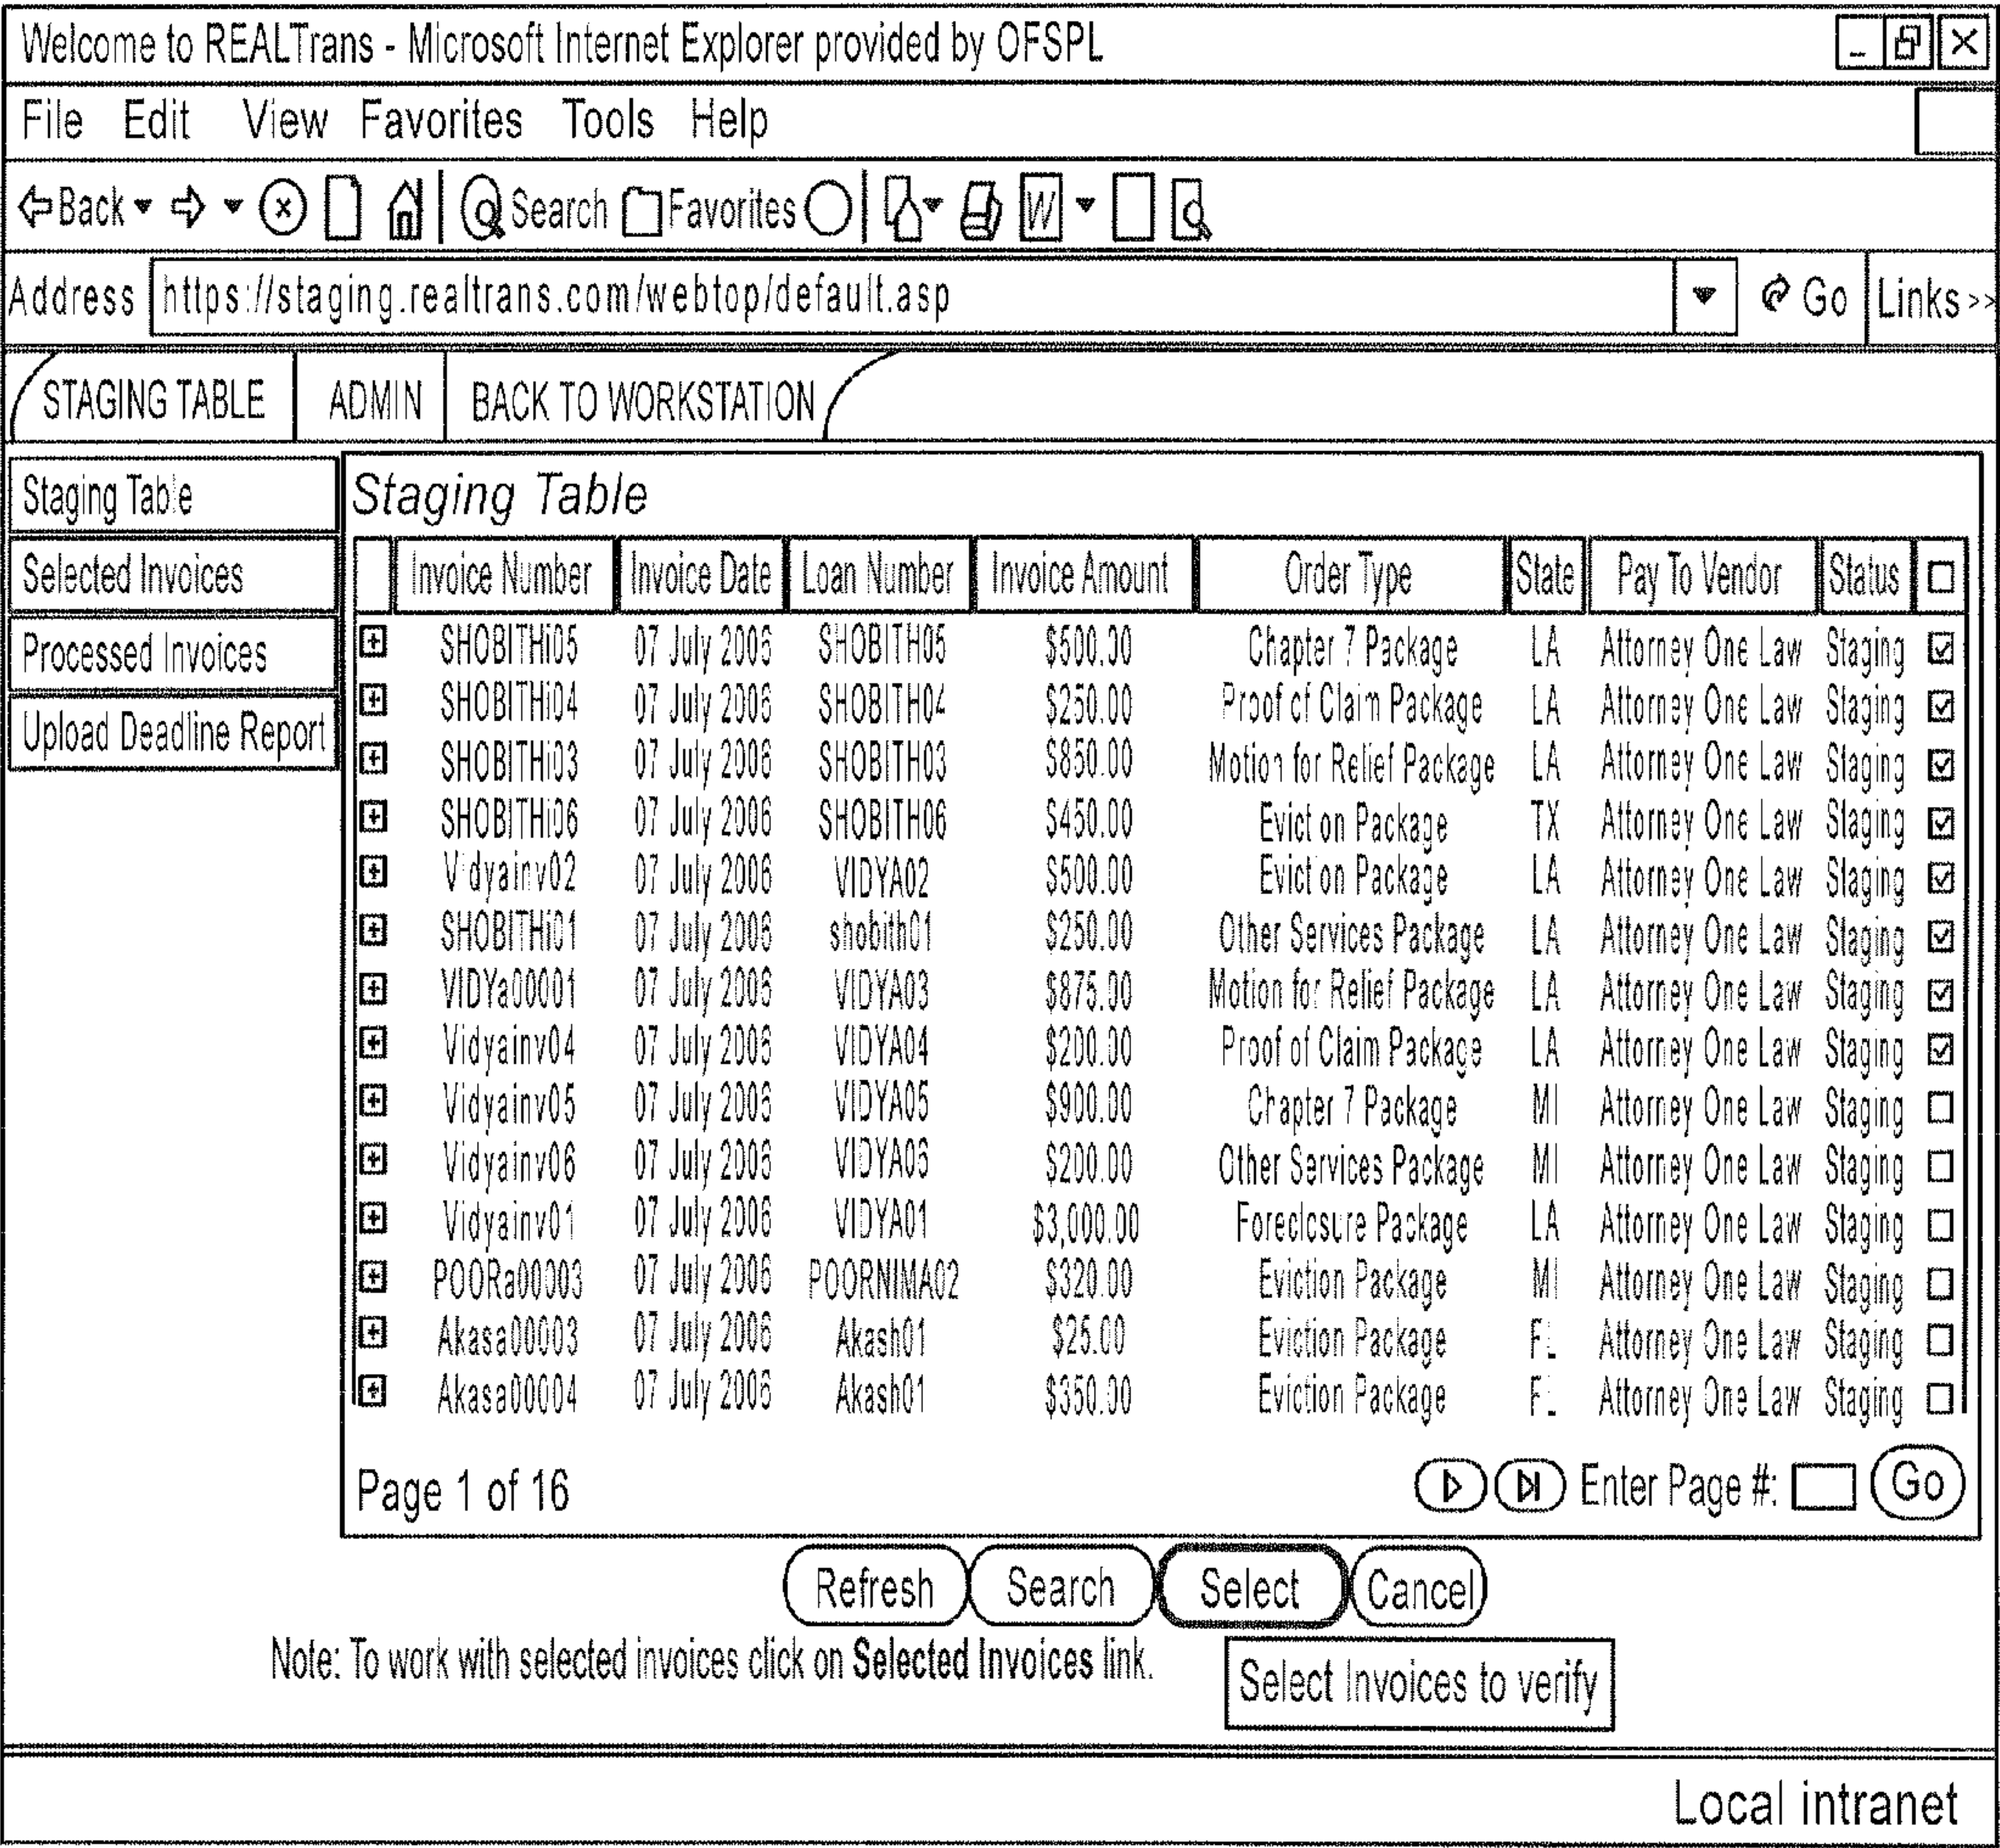 Welcome to REALTrans - Microsoft Internet Explorer provided by OFSPL
File Edit View Favorites Tools Help
Back Search Favorites W
Address https://staging.realtrans.com/webtop/default.asp Go Links >>
STAGING TABLE ADMIN BACK TO WORKSTATION
Staging Table
Selected Invoices
Processed Invoices
Upload Deadline Report
Staging Table
Invoice Number Invoice Date Loan Number Invoice Amount Order Type State Pay To Vendor Status
SHOBITHi05 07 July 2006 SHOBITH05 $500.00 Chapter 7 Package LA Attorney One Law Staging
SHOBITHi04 07 July 2006 SHOBITH04 $250.00 Proof of Claim Package LA Attorney One Law Staging
SHOBITHi03 07 July 2006 SHOBITH03 $850.00 Motion for Relief Package LA Attorney One Law Staging
SHOBITHi06 07 July 2006 SHOBITH06 $450.00 Eviction Package TX Attorney One Law Staging
Vidyainv02 07 July 2006 VIDYA02 $500.00 Eviction Package LA Attorney One Law Staging
SHOBITHi01 07 July 2006 shobith01 $250.00 Other Services Package LA Attorney One Law Staging
VIDYa00001 07 July 2006 VIDYA03 $875.00 Motion for Relief Package LA Attorney One Law Staging
Vidyainv04 07 July 2006 VIDYA04 $200.00 Proof of Claim Package LA Attorney One Law Staging
Vidyainv05 07 July 2006 VIDYA05 $900.00 Chapter 7 Package MI Attorney One Law Staging
Vidyainv06 07 July 2006 VIDYA06 $200.00 Other Services Package MI Attorney One Law Staging
Vidyainv01 07 July 2006 VIDYA01 $3,000.00 Foreclosure Package LA Attorney One Law Staging
POORa00003 07 July 2006 POORNIMA02 $320.00 Eviction Package MI Attorney One Law Staging
Akasa00003 07 July 2006 Akash01 $25.00 Eviction Package FL Attorney One Law Staging
Akasa00004 07 July 2006 Akash01 $350.00 Eviction Package FL Attorney One Law Staging
Page 1 of 16 Enter Page #: Go
Refresh Search Select Cancel
Note: To work with selected invoices click on Selected Invoices link.
Select Invoices to verify
Local intranet